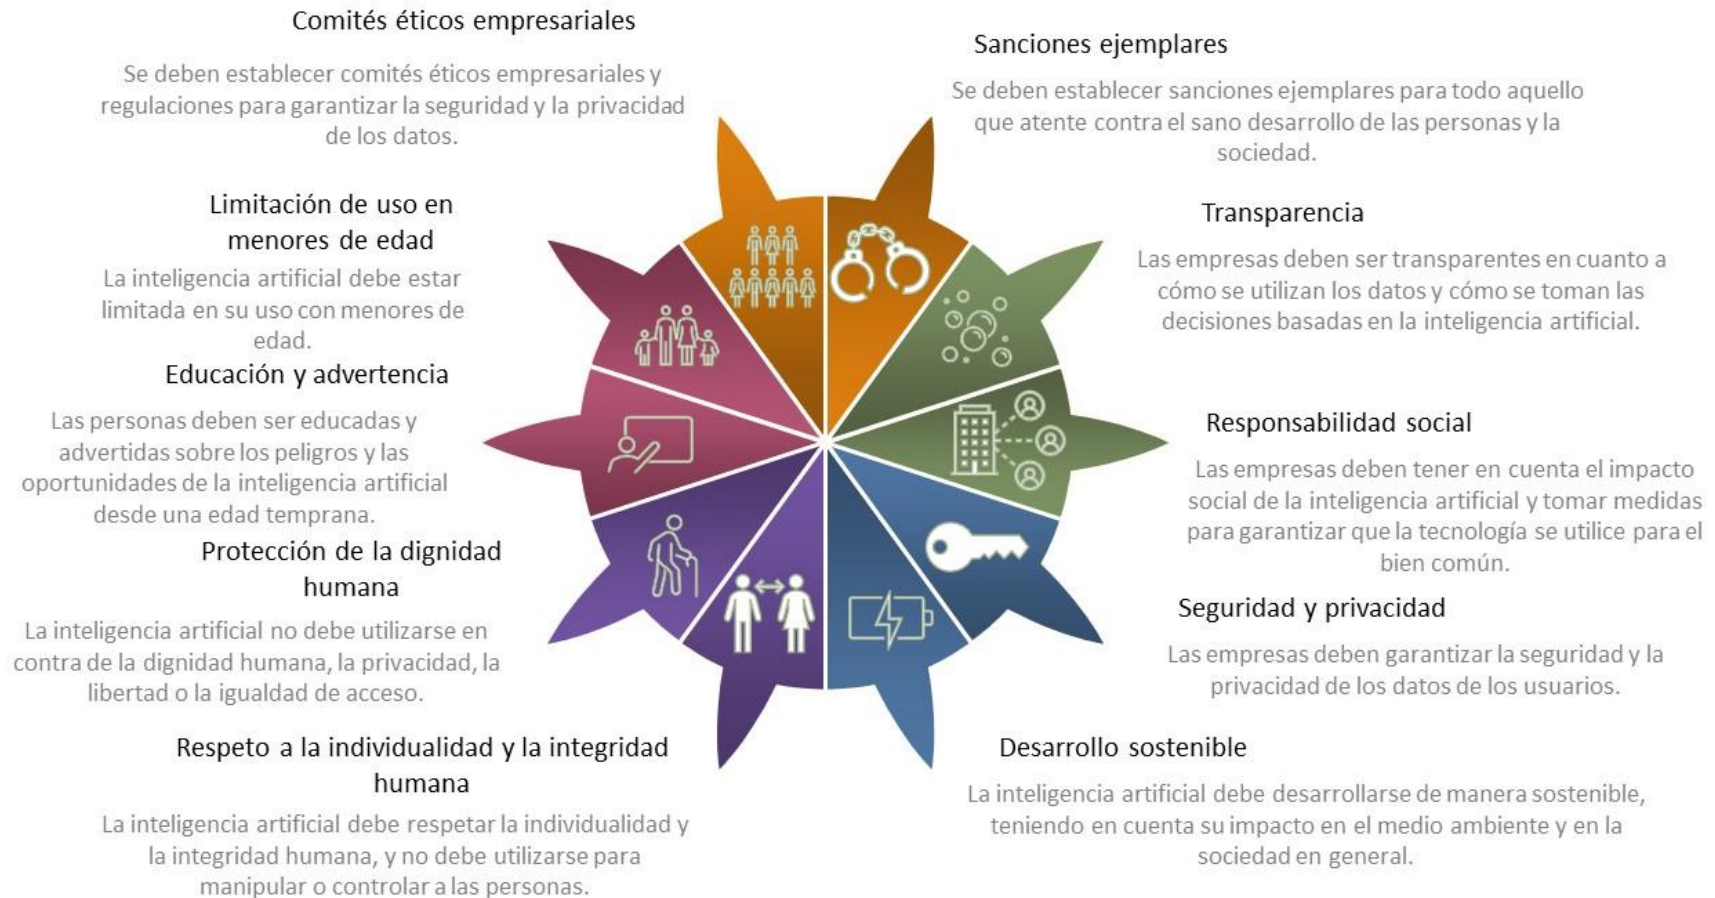 Comités éticos empresariales
Se deben establecer comités éticos empresariales y
regulaciones para garantizar la seguridad y la privacidad
de los datos.
Limitación de uso en
menores de edad
La inteligencia artificial debe estar
limitada en su uso con menores de
edad.
Educación y advertencia
Las personas deben ser educadas y
advertidas sobre los peligros y las
oportunidades de la inteligencia artificial
desde una edad temprana.
Protección de la dignidad
humana
La inteligencia artificial no debe utilizarse en
contra de la dignidad humana, la privacidad, la
libertad o la igualdad de acceso.
Respeto a la individualidad y la integridad
humana
La inteligencia artificial debe respetar la individualidad y
la integridad humana, y no debe utilizarse para
manipular o controlar a las personas.
Sanciones ejemplares
Se deben establecer sanciones ejemplares para todo aquello
que atente contra el sano desarrollo de las personas y la
sociedad.
Transparencia
Las empresas deben ser transparentes en cuanto a
cómo se utilizan los datos y cómo se toman las
decisiones basadas en la inteligencia artificial.
Responsabilidad social
Las empresas deben tener en cuenta el impacto
social de la inteligencia artificial y tomar medidas
para garantizar que la tecnología se utilice para el
bien común.
Seguridad y privacidad
Las empresas deben garantizar la seguridad y la
privacidad de los datos de los usuarios.
Desarrollo sostenible
La inteligencia artificial debe desarrollarse de manera sostenible,
teniendo en cuenta su impacto en el medio ambiente y en la
sociedad en general.